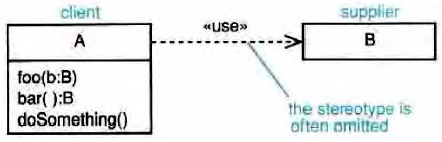 client
supplier
A
«use»
B
foo(b:B)
bar( ):B
doSomething()
the stereotype is
often omitted